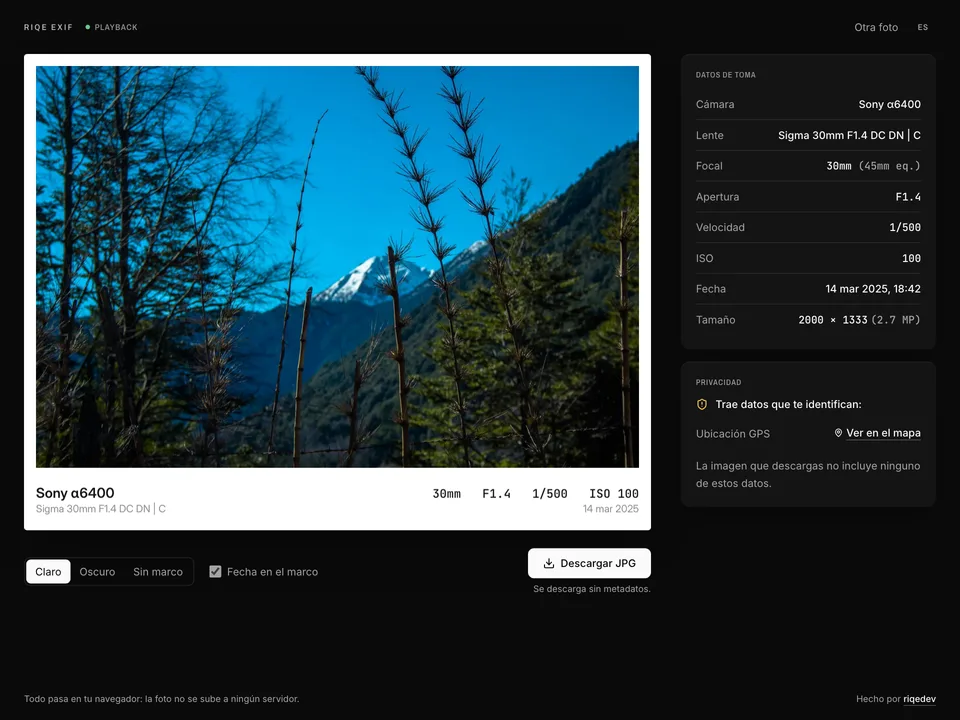 RIQE EXIF PLAYBACK
Otra foto ES
Sony α6400
30mm F1.4 1/500 ISO 100
Sigma 30mm F1.4 DC DN | C
14 mar 2025
Claro Oscuro Sin marco Fecha en el marco
Descargar JPG
Se descarga sin metadatos.
DATOS DE TOMA
Cámara Sony α6400
Lente Sigma 30mm F1.4 DC DN | C
Focal 30mm (45mm eq.)
Apertura F1.4
Velocidad 1/500
ISO 100
Fecha 14 mar 2025, 18:42
Tamaño 2000 × 1333 (2.7 MP)
PRIVACIDAD
Trae datos que te identifican:
Ubicación GPS Ver en el mapa
La imagen que descargas no incluye ninguno
de estos datos.
Todo pasa en tu navegador: la foto no se sube a ningún servidor.
Hecho por riqedev